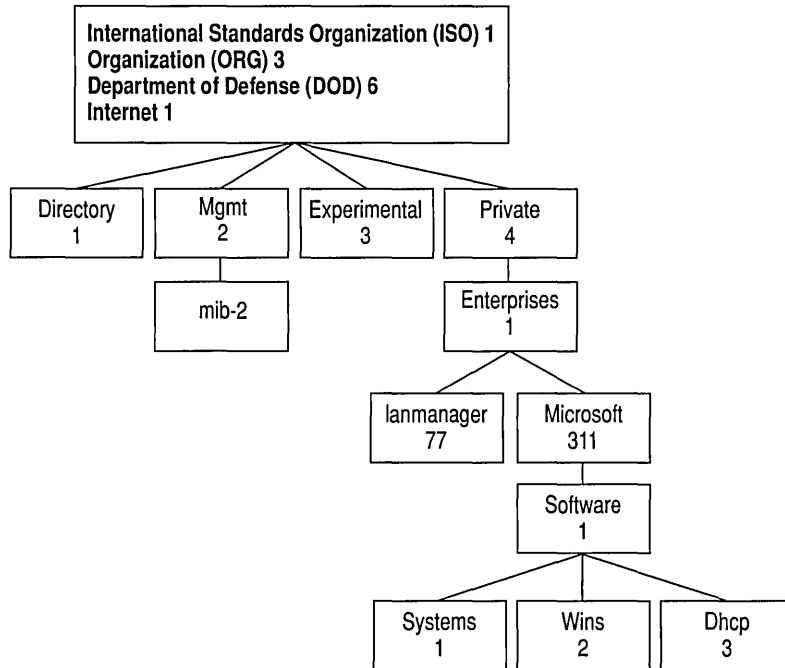 International Standards Organization (ISO) 1
Organization (ORG) 3
Department of Defense (DOD) 6
Internet 1
Directory
1
Mgmt
2
Experimental
3
Private
4
mib-2
Enterprises
1
lanmanager
77
Microsoft
311
Software
1
Systems
1
Wins
2
Dhcp
3